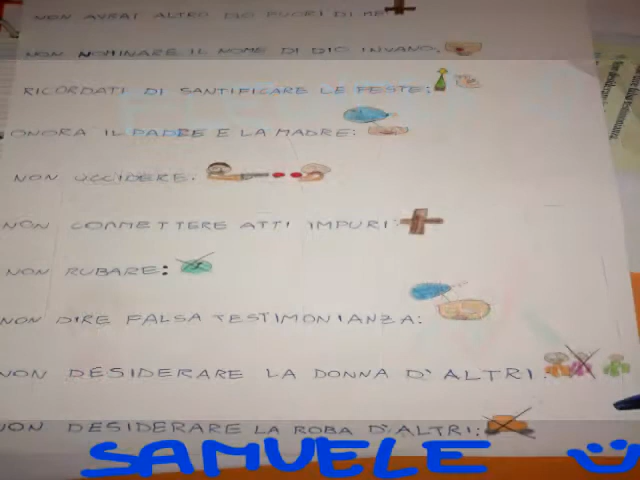 NON AVRAI ALTRO DIO FUORI DI ME
NON NOMINARE IL NOME DI DIO INVANO.
RICORDATI DI SANTIFICARE LE FESTE:
ONORA IL PADRE E LA MADRE:
NON UCCIDERE.
NON COMMETTERE ATTI IMPURI:
NON RUBARE:
NON DIRE FALSA TESTIMONIANZA:
NON DESIDERARE LA DONNA D'ALTRI.
NON DESIDERARE LA ROBA D'ALTRI:
SAMUELE